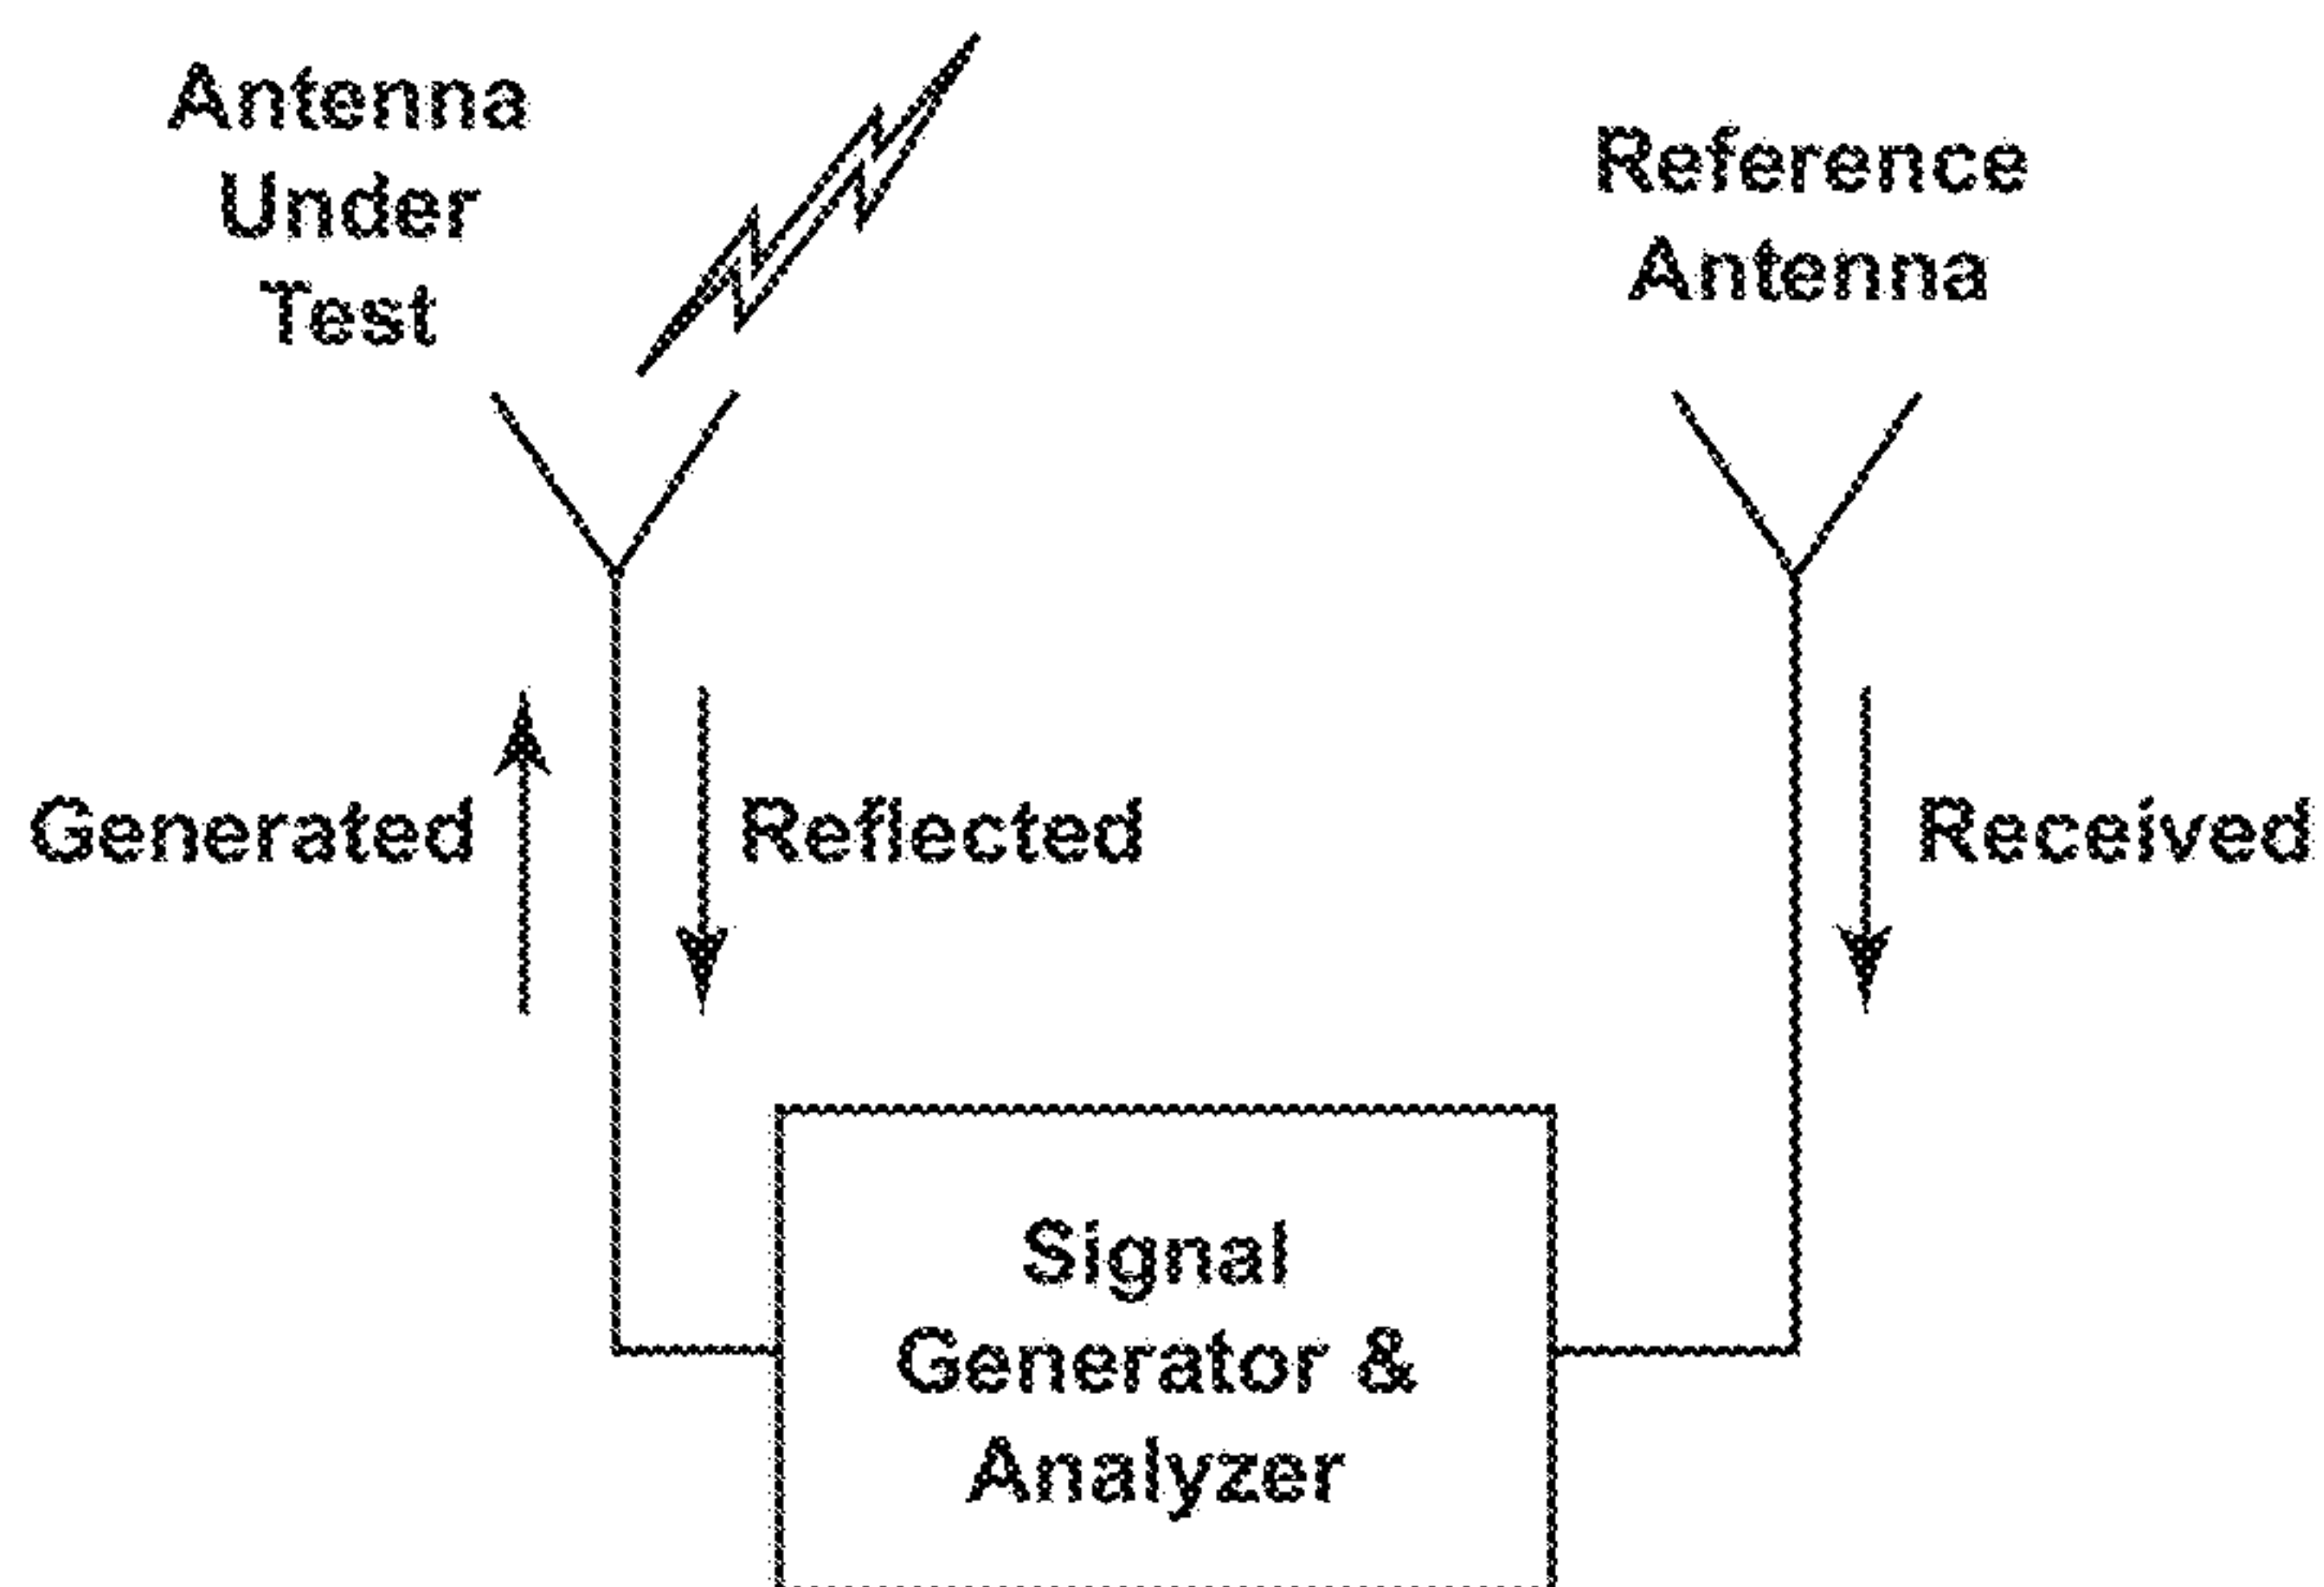 Antenna
Under
Test
Reference
Antenna
Generated
Reflected
Received
Signal
Generator &
Analyzer